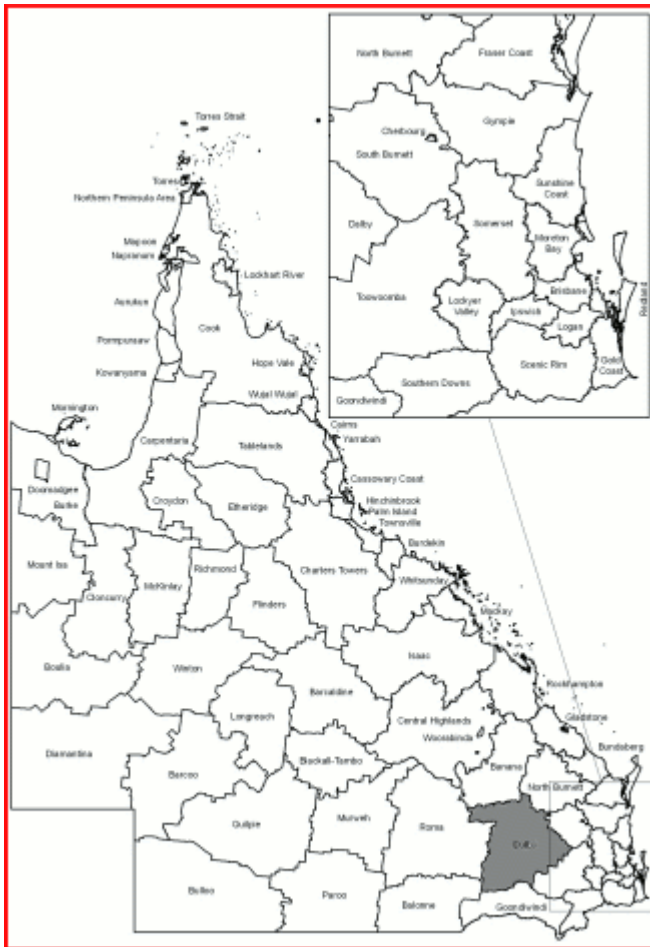 North Burnett
Fraser Coast
Gympie
Cherbourg
South Burnett
Sunshine
Coast
Somerset
Dalby
Moreton
Bay
Toowoomba
Lockyer
Valley
Brisbane
Ipswich
Redland
Logan
Scenic Rim
Gold
Coast
Southern Downs
Goondiwindi
Torres Strait
Torres
Northern Peninsula Area
Mapoon
Napranum
Lockhart River
Aurukun
Cook
Pormpuraaw
Kowanyama
Hope Vale
Wujal Wujal
Mornington
Cairns
Yarrabah
Carpentaria
Tablelands
Cassowary Coast
Doomadgee
Burke
Croydon
Etheridge
Hinchinbrook
Palm Island
Townsville
Burdekin
Mount Isa
Cloncurry
McKinlay
Richmond
Flinders
Charters Towers
Whitsunday
Mackay
Boulia
Winton
Isaac
Barcaldine
Rockhampton
Longreach
Central Highlands
Gladstone
Woorabinda
Diamantina
Barcoo
Blackall-Tambo
Banana
Bundaberg
North Burnett
Quilpie
Murweh
Roma
Dalby
Bulloo
Paroo
Balonne
Goondiwindi